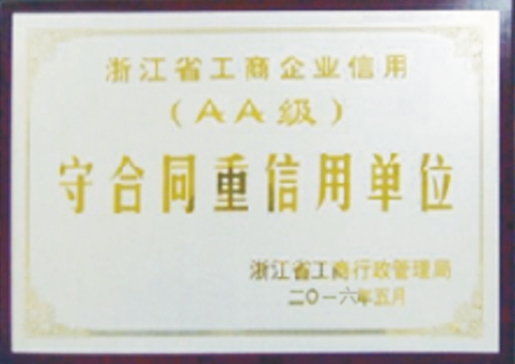 浙江省工商企业信用
（AA级）
守合同重信用单位
浙江省工商行政管理局
二〇一六年五月